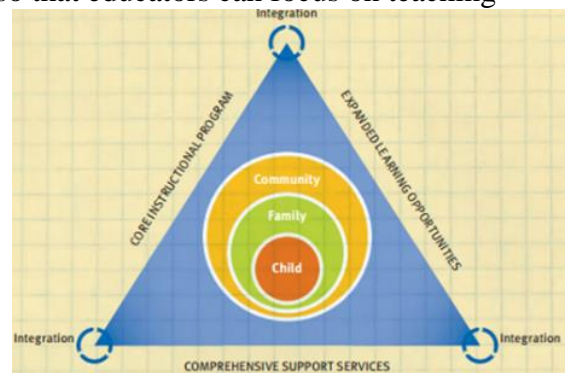 so that educators can focus on teaching
Integration
CORE INSTRUCTIONAL PROGRAM
EXPANDED LEARNING OPPORTUNITIES
Community
Family
Child
Integration
Integration
COMPREHENSIVE SUPPORT SERVICES